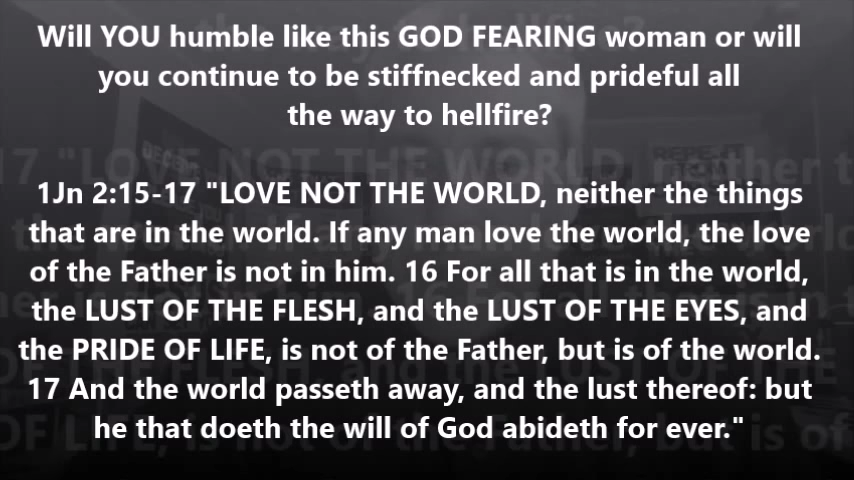 Will YOU humble like this GOD FEARING woman or will
you continue to be stiffnecked and prideful all
the way to hellfire?
1Jn 2:15-17 "LOVE NOT THE WORLD, neither the things
that are in the world. If any man love the world, the love
of the Father is not in him. 16 For all that is in the world,
the LUST OF THE FLESH, and the LUST OF THE EYES, and
the PRIDE OF LIFE, is not of the Father, but is of the world.
17 And the world passeth away, and the lust thereof: but
he that doeth the will of God abideth for ever."